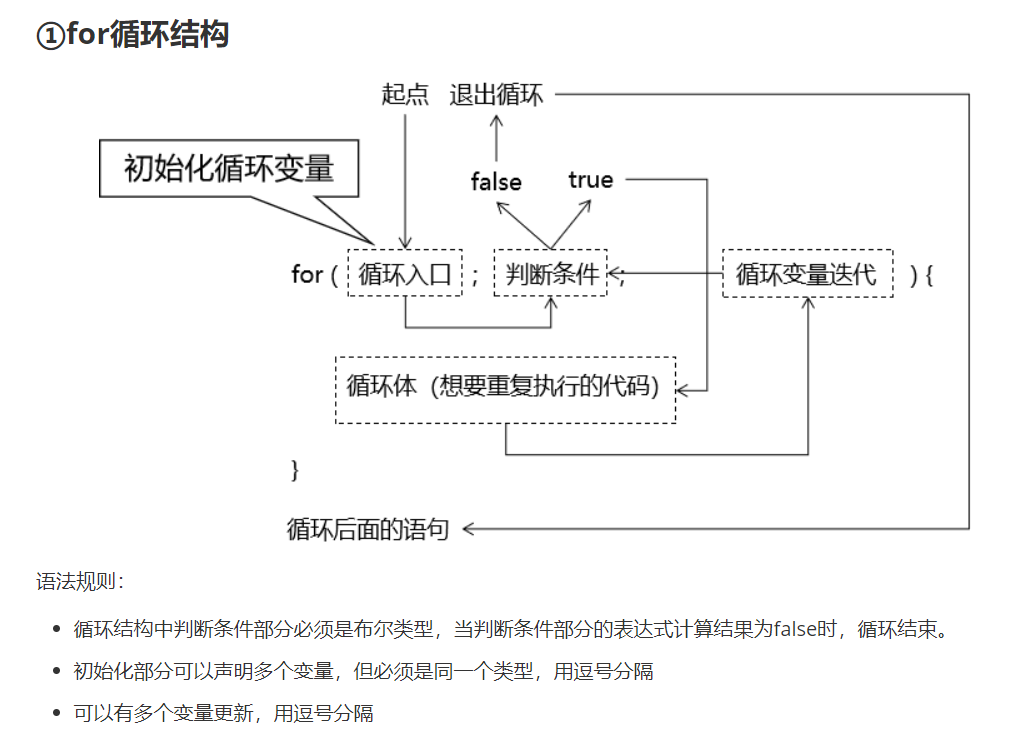 ①for循环结构
起点 退出循环
初始化循环变量
false true
for ( 循环入口 ; 判断条件 ; 循环变量迭代 ) {
循环体（想要重复执行的代码）
}
循环后面的语句
语法规则：
• 循环结构中判断条件部分必须是布尔类型，当判断条件部分的表达式计算结果为false时，循环结束。
• 初始化部分可以声明多个变量，但必须是同一个类型，用逗号分隔
• 可以有多个变量更新，用逗号分隔